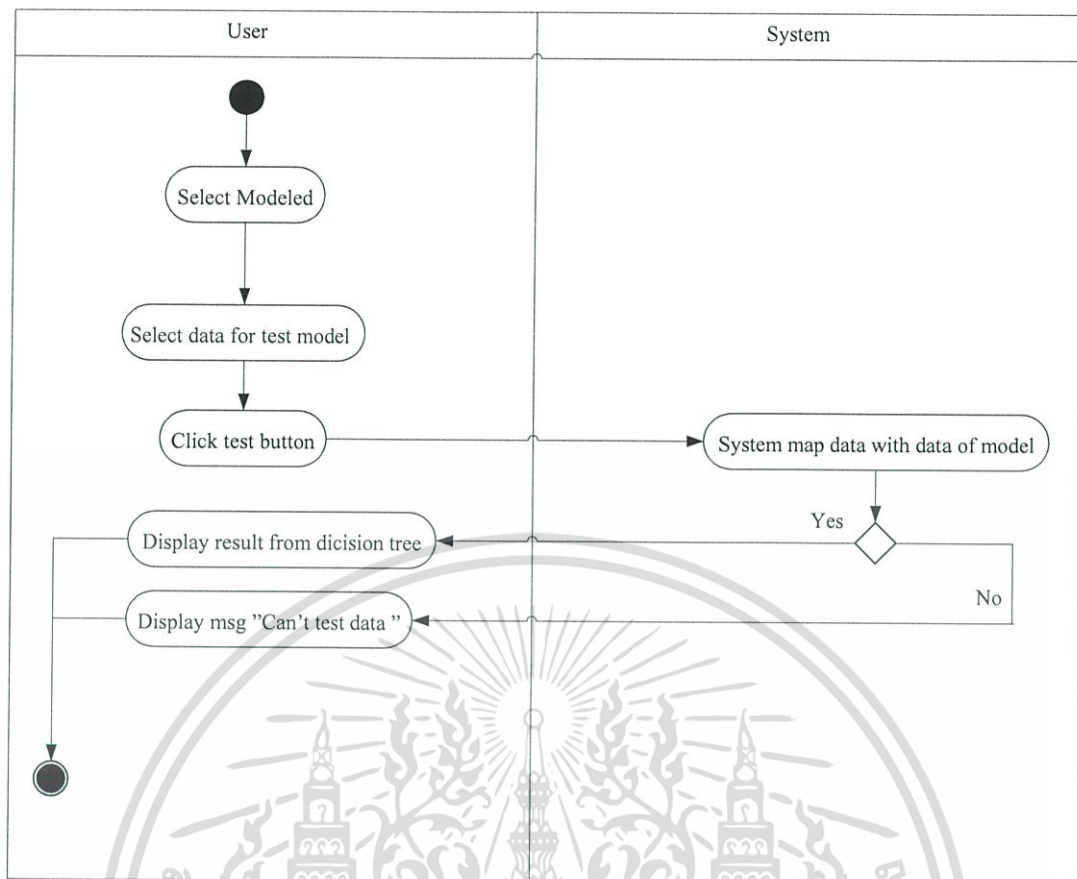 User
System
Select Modeled
Select data for test model
Click test button
System map data with data of model
Yes
Display result from dicision tree
No
Display msg ”Can’t test data ”